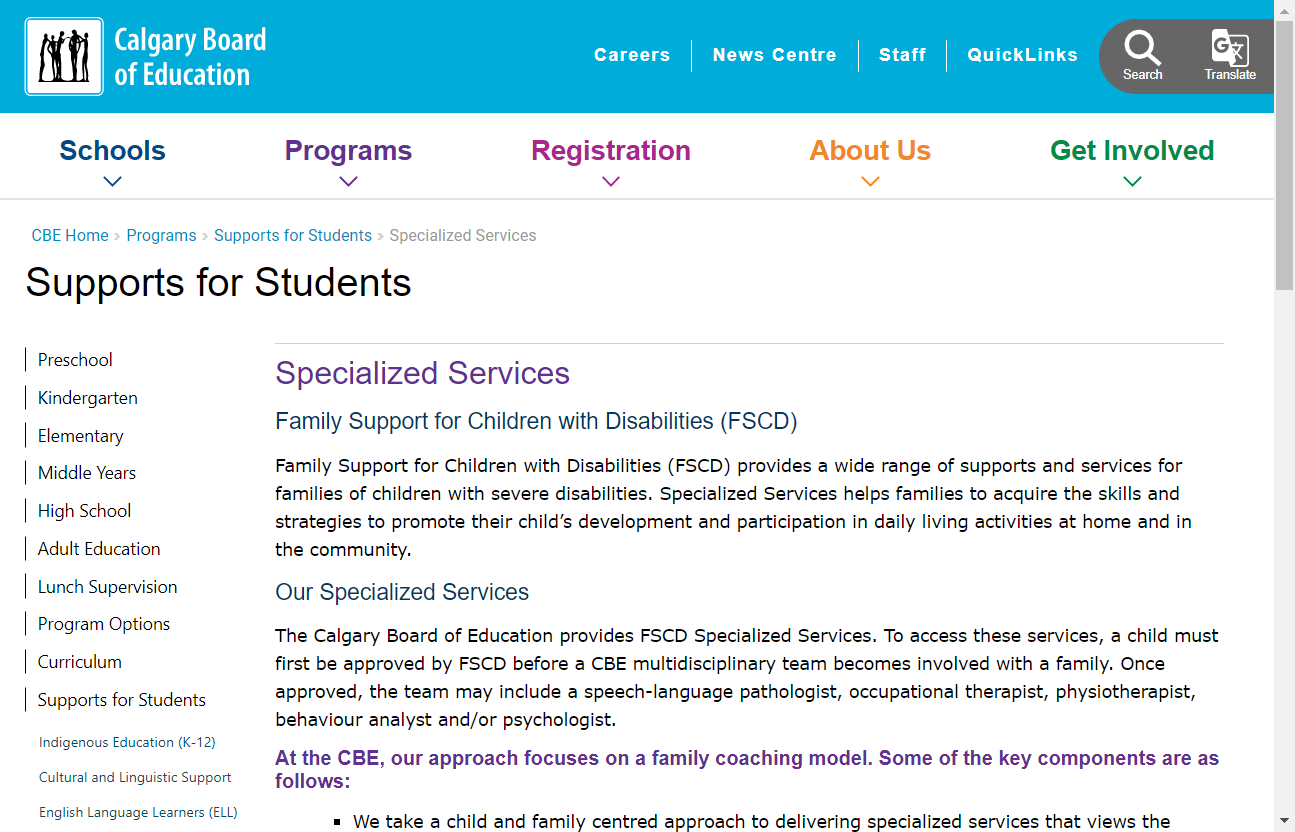 Calgary Board
of Education
Careers
News Centre
Staff
QuickLinks
Search
Translate
Schools
Programs
Registration
About Us
Get Involved
CBE Home » Programs » Supports for Students » Specialized Services
Supports for Students
Preschool
Kindergarten
Elementary
Middle Years
High School
Adult Education
Lunch Supervision
Program Options
Curriculum
Supports for Students
Indigenous Education (K-12)
Cultural and Linguistic Support
English Language Learners (ELL)
Specialized Services
Family Support for Children with Disabilities (FSCD)
Family Support for Children with Disabilities (FSCD) provides a wide range of supports and services for
families of children with severe disabilities. Specialized Services helps families to acquire the skills and
strategies to promote their child’s development and participation in daily living activities at home and in
the community.
Our Specialized Services
The Calgary Board of Education provides FSCD Specialized Services. To access these services, a child must
first be approved by FSCD before a CBE multidisciplinary team becomes involved with a family. Once
approved, the team may include a speech-language pathologist, occupational therapist, physiotherapist,
behaviour analyst and/or psychologist.
At the CBE, our approach focuses on a family coaching model. Some of the key components are as
follows:
▪ We take a child and family centred approach to delivering specialized services that views the